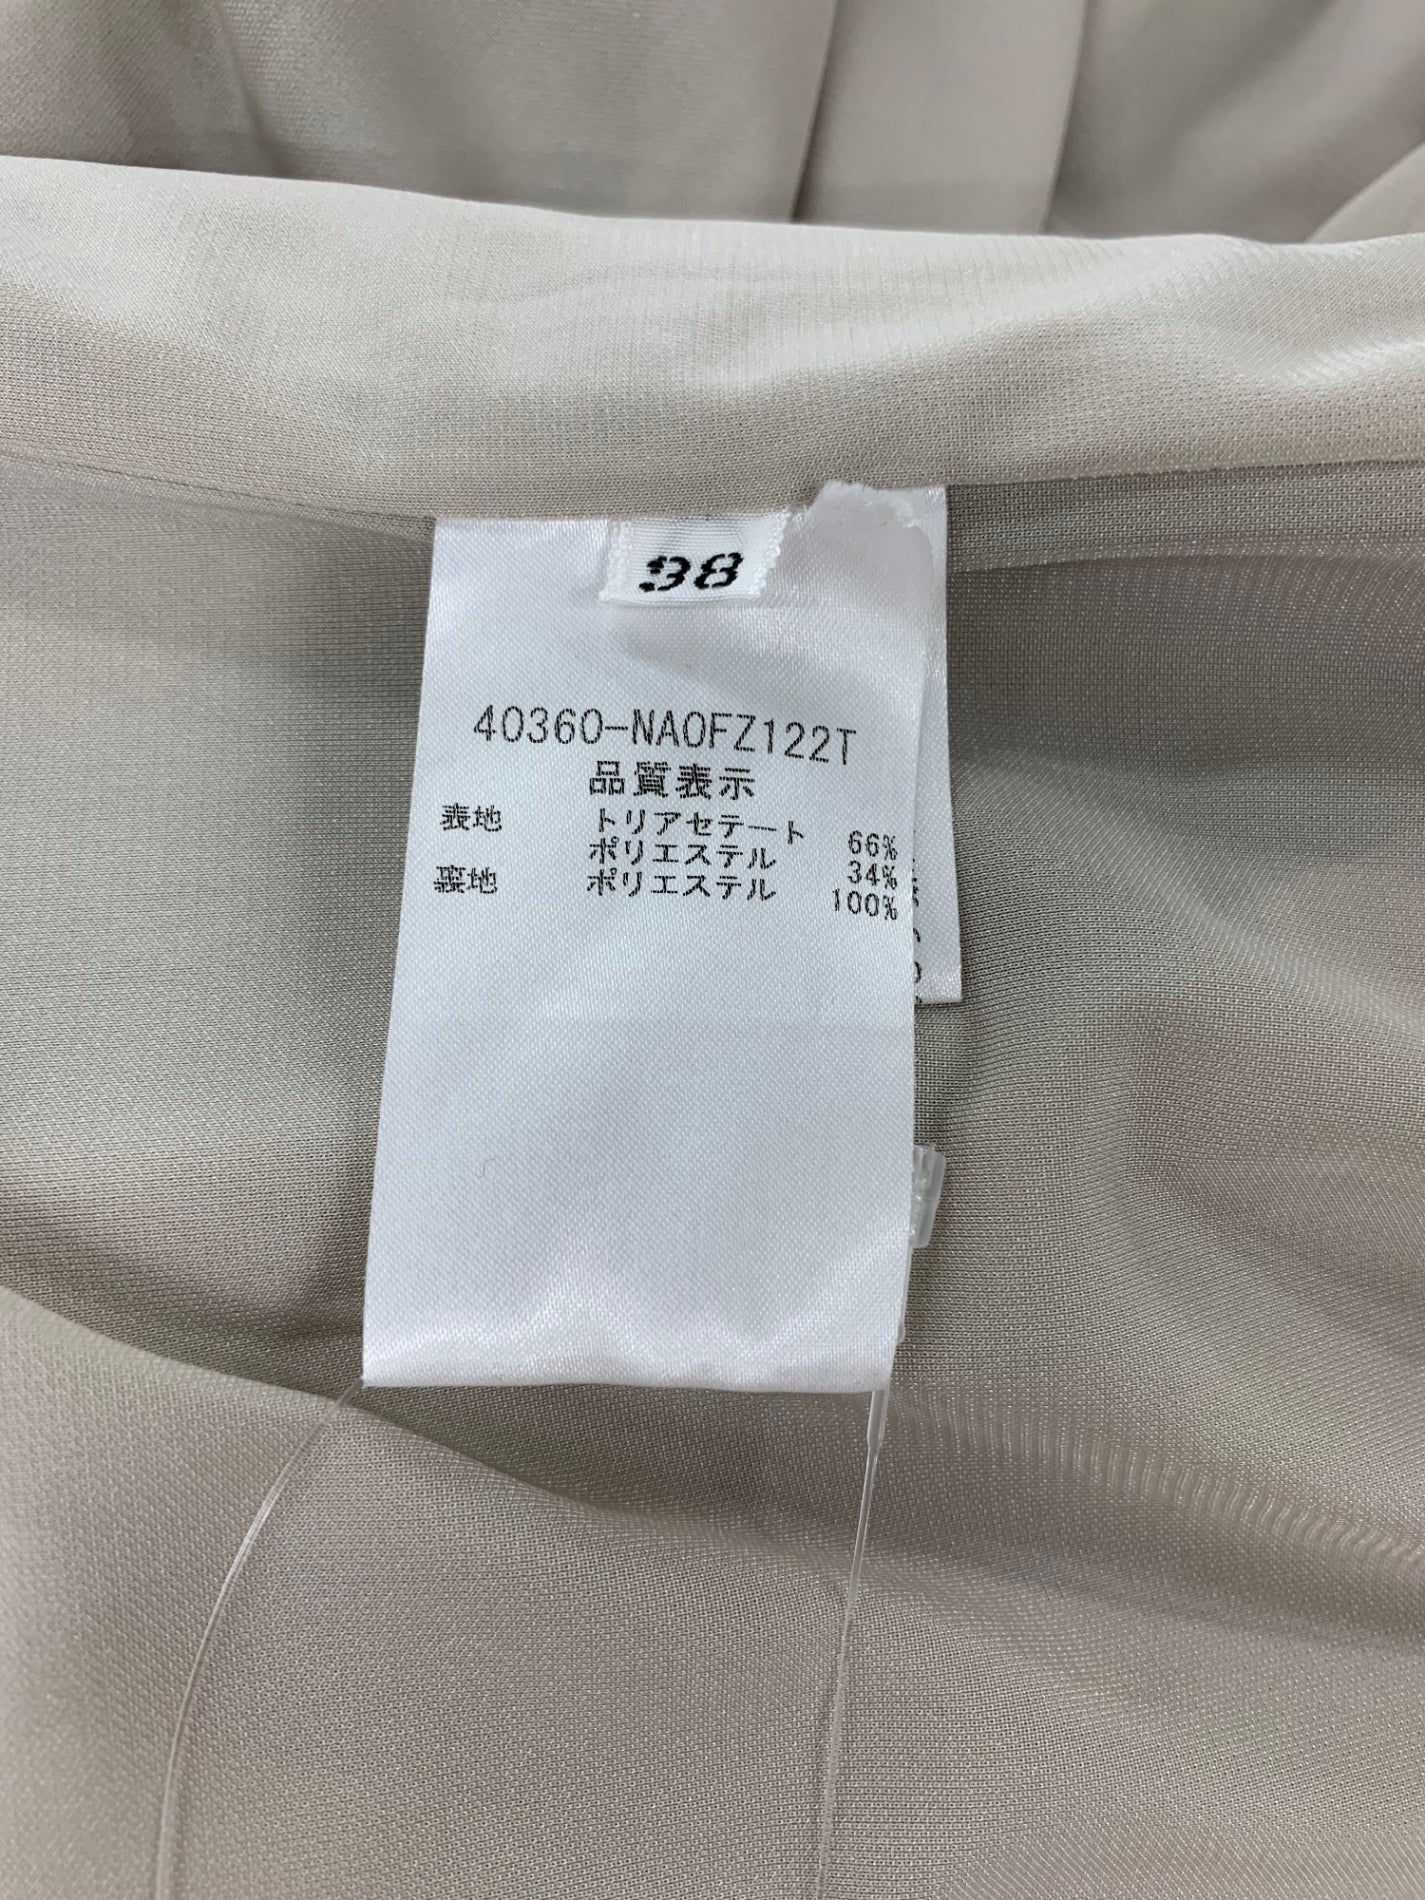 38
40360-NA0FZ122T
品質表示
表地 トリアセテート 66%
ポリエステル 34%
裏地 ポリエステル 100%